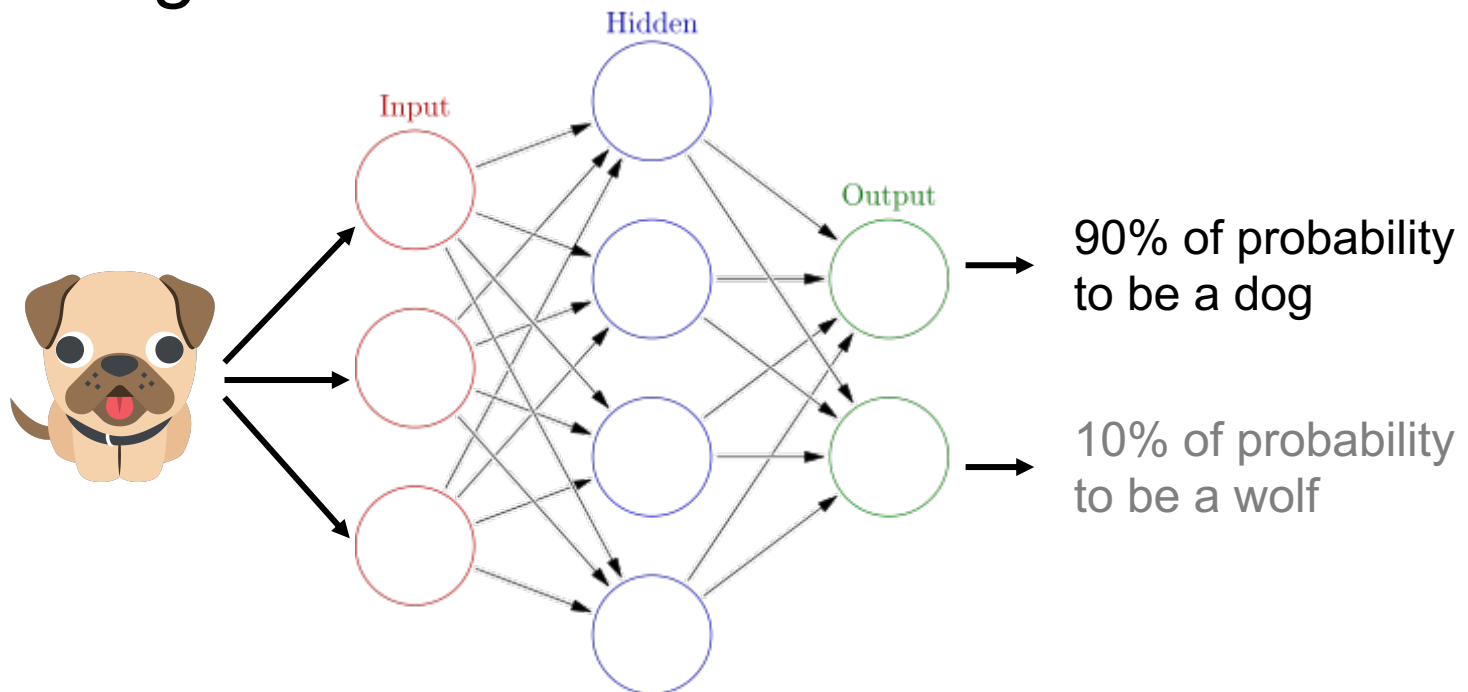 Hidden
Input
Output
90% of probability
to be a dog
10% of probability
to be a wolf